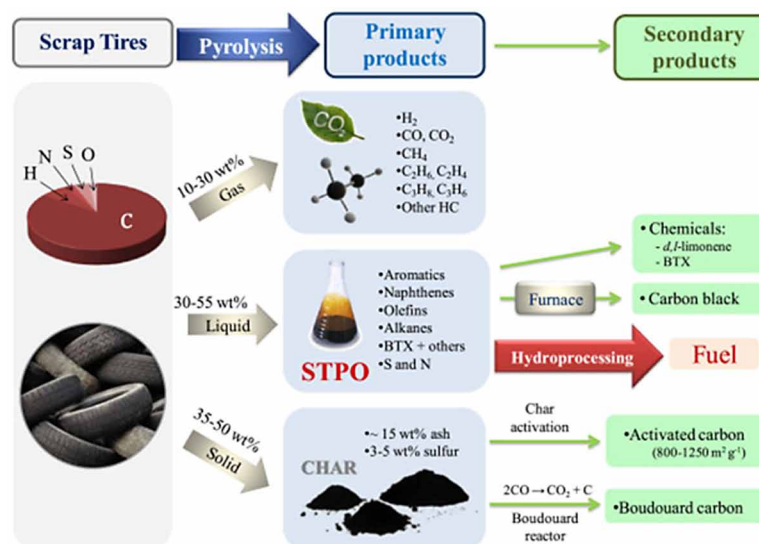 Scrap Tires
Pyrolysis
Primary
products
Secondary
products
H
N
S
O
C
10-30 wt%
Gas
CO₂
•H₂
•CO, CO₂
•CH₄
•C₂H₆, C₂H₄
•C₃H₈, C₃H₆
•Other HC
30-55 wt%
Liquid
STPO
•Aromatics
•Naphthenes
•Olefins
•Alkanes
•BTX + others
•S and N
•Chemicals:
- d,l-limonene
- BTX
Furnace
•Carbon black
Hydroprocessing
Fuel
35-50 wt%
Solid
CHAR
•~ 15 wt% ash
•3-5 wt% sulfur
Char
activation
•Activated carbon
(800-1250 m² g⁻¹)
2CO→CO₂ + C
Boudouard
reactor
•Boudouard carbon